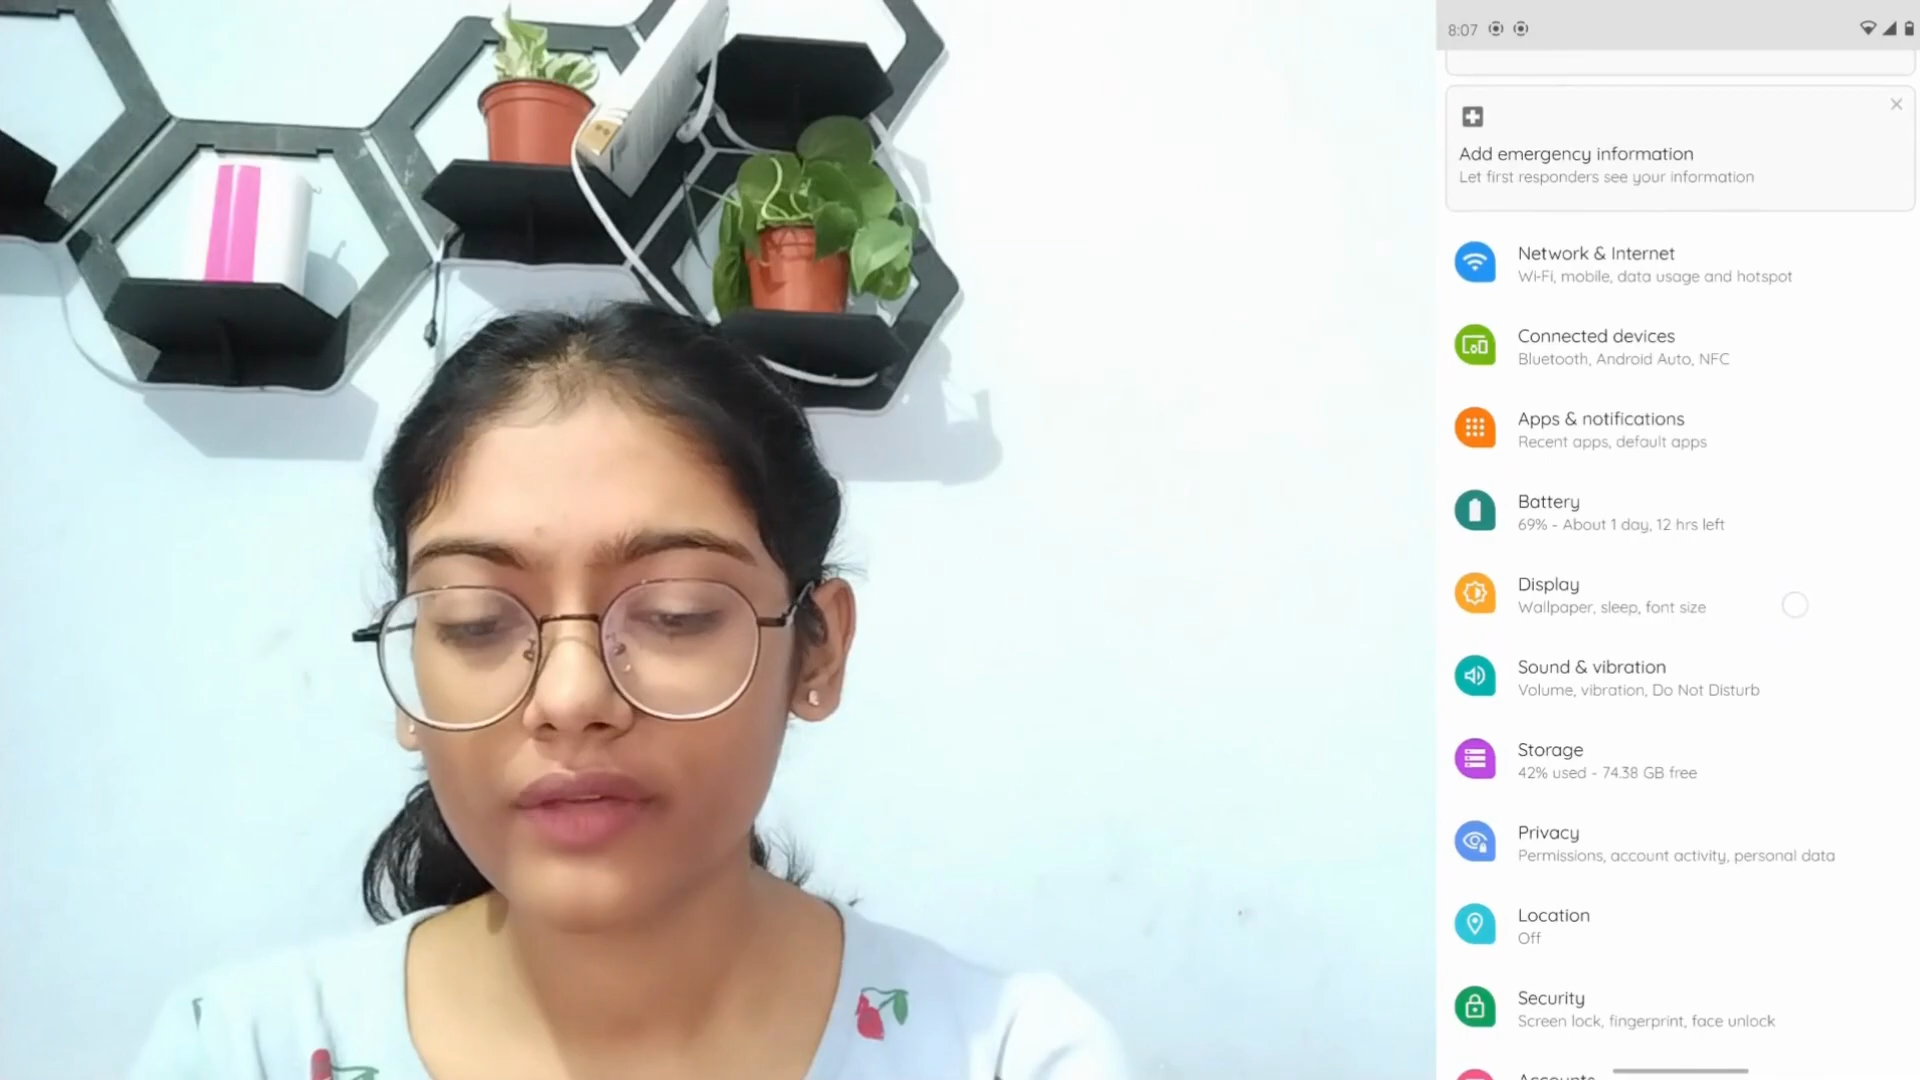 8:07
Add emergency information
Let first responders see your information
Network & Internet
Wi-Fi, mobile, data usage and hotspot
Connected devices
Bluetooth, Android Auto, NFC
Apps & notifications
Recent apps, default apps
Battery
69% - About 1 day, 12 hrs left
Display
Wallpaper, sleep, font size
Sound & vibration
Volume, vibration, Do Not Disturb
Storage
42% used - 74.38 GB free
Privacy
Permissions, account activity, personal data
Location
Off
Security
Screen lock, fingerprint, face unlock
Accounts